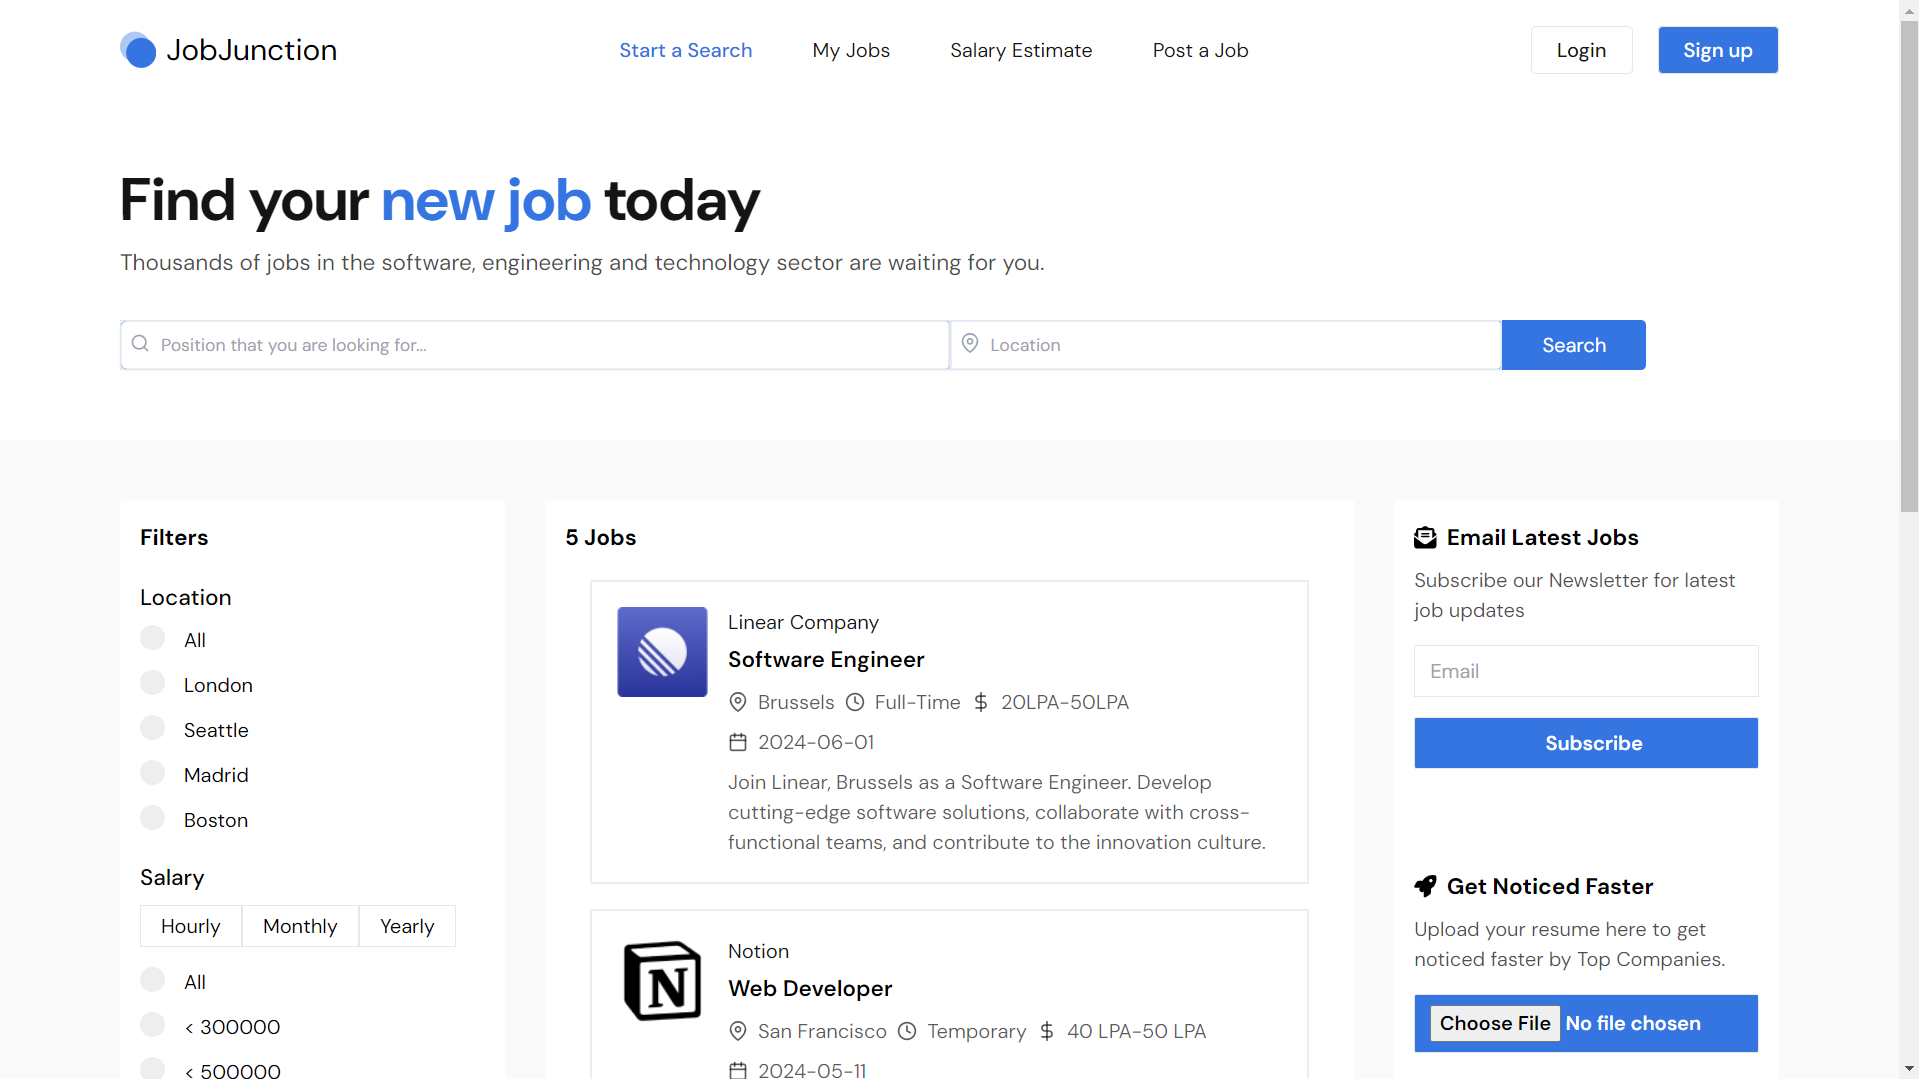 JobJunction
Start a Search
My Jobs
Salary Estimate
Post a Job
Login
Sign up
Find your new job today
Thousands of jobs in the software, engineering and technology sector are waiting for you.
Position that you are looking for...
Location
Search
Filters
Location
All
London
Seattle
Madrid
Boston
Salary
Hourly
Monthly
Yearly
All
< 300000
< 500000
5 Jobs
Linear Company
Software Engineer
Brussels Full-Time $ 20LPA-50LPA
2024-06-01
Join Linear, Brussels as a Software Engineer. Develop
cutting-edge software solutions, collaborate with cross-
functional teams, and contribute to the innovation culture.
N
Notion
Web Developer
San Francisco Temporary $ 40 LPA-50 LPA
2024-05-11
Email Latest Jobs
Subscribe our Newsletter for latest
job updates
Email
Subscribe
Get Noticed Faster
Upload your resume here to get
noticed faster by Top Companies.
Choose File No file chosen